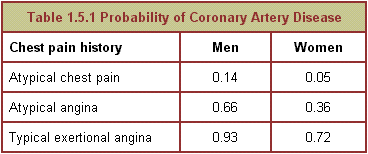 Table 1.5.1 Probability of Coronary Artery Disease
Chest pain history Men Women
Atypical chest pain 0.14 0.05
Atypical angina 0.66 0.36
Typical exertional angina 0.93 0.72